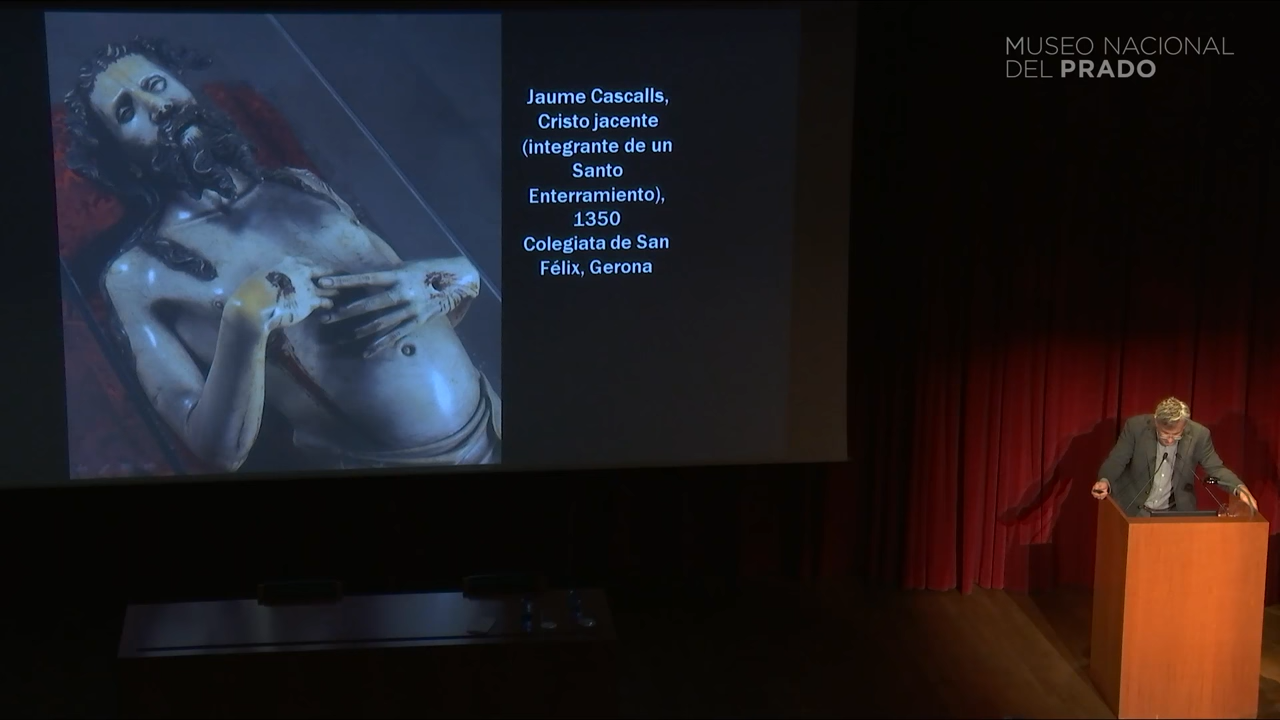 Jaume Cascalls,
Cristo jacente
(integrante de un
Santo
Enterramiento),
1350
Colegiata de San
Félix, Gerona
MUSEO NACIONAL
DEL PRADO